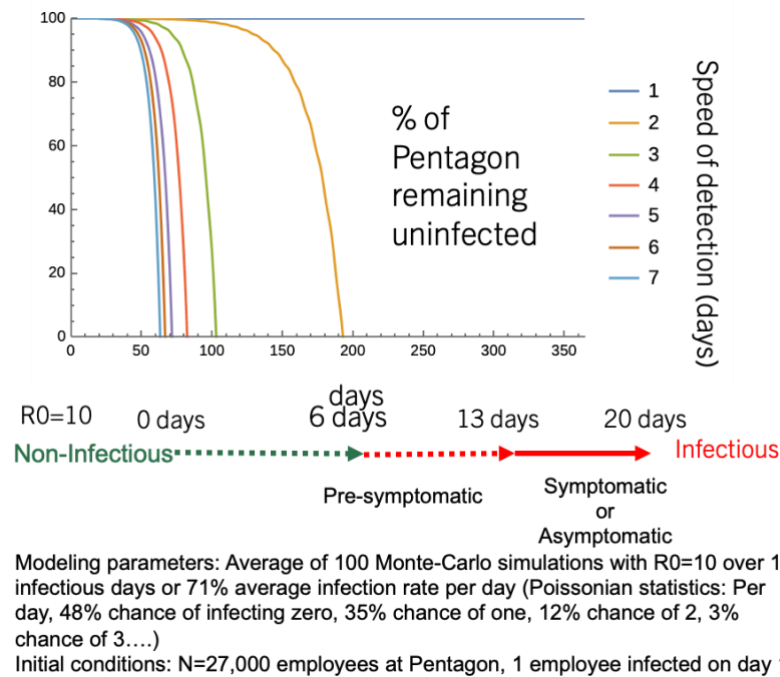 100
80
60
40
20
0
0 50 100 150 200 250 300 350
% of
Pentagon
remaining
uninfected
1
2
3
4
5
6
7
Speed of detection (days)
days
R0=10 0 days 6 days 13 days 20 days
Non-Infectious Infectious
Pre-symptomatic
Symptomatic
or
Asymptomatic
Modeling parameters: Average of 100 Monte-Carlo simulations with R0=10 over 1
infectious days or 71% average infection rate per day (Poissonian statistics: Per
day, 48% chance of infecting zero, 35% chance of one, 12% chance of 2, 3%
chance of 3....)
Initial conditions: N=27,000 employees at Pentagon, 1 employee infected on day